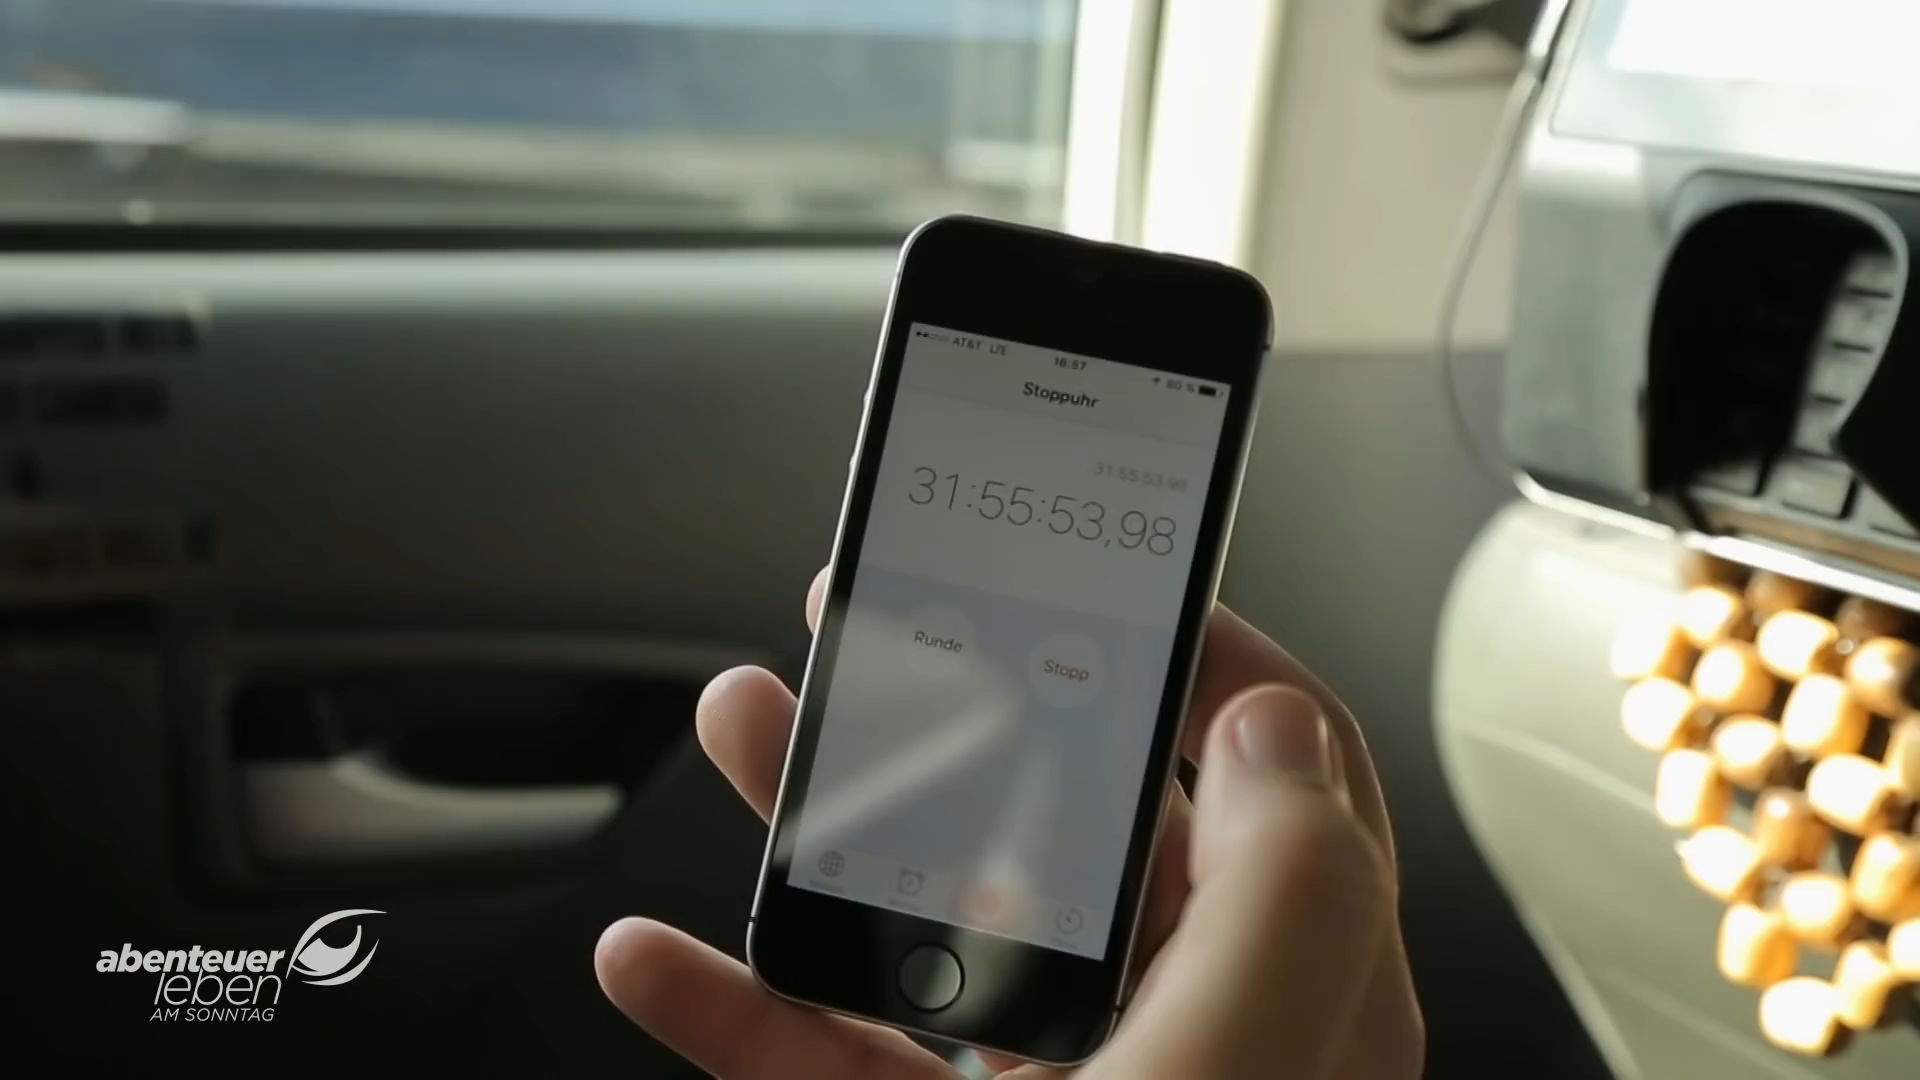 AT&T LTE
16:57
80 %
Stoppuhr
31:55:53,98
31:55:53,98
Runde
Stopp
abenteuer
leben
AM SONNTAG